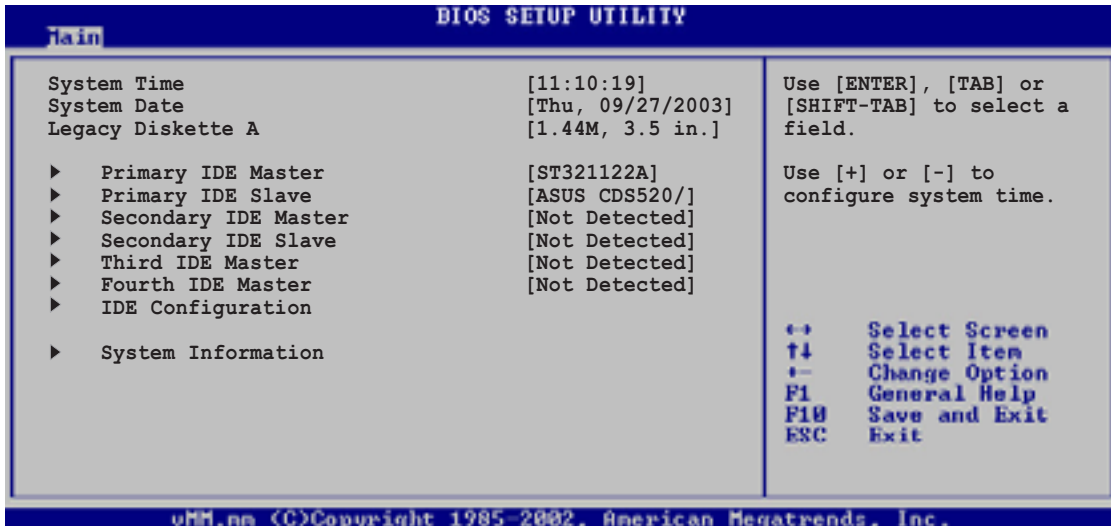 BIOS SETUP UTILITY
Main
System Time [11:10:19]
System Date [Thu, 09/27/2003]
Legacy Diskette A [1.44M, 3.5 in.]
Primary IDE Master [ST321122A]
Primary IDE Slave [ASUS CDS520/]
Secondary IDE Master [Not Detected]
Secondary IDE Slave [Not Detected]
Third IDE Master [Not Detected]
Fourth IDE Master [Not Detected]
IDE Configuration
System Information
Use [ENTER], [TAB] or
[SHIFT-TAB] to select a
field.
Use [+] or [-] to
configure system time.
↔ Select Screen
↑↓ Select Item
+- Change Option
F1 General Help
F10 Save and Exit
ESC Exit
vMM.nn (C)Copyright 1985-2002, American Megatrends, Inc.